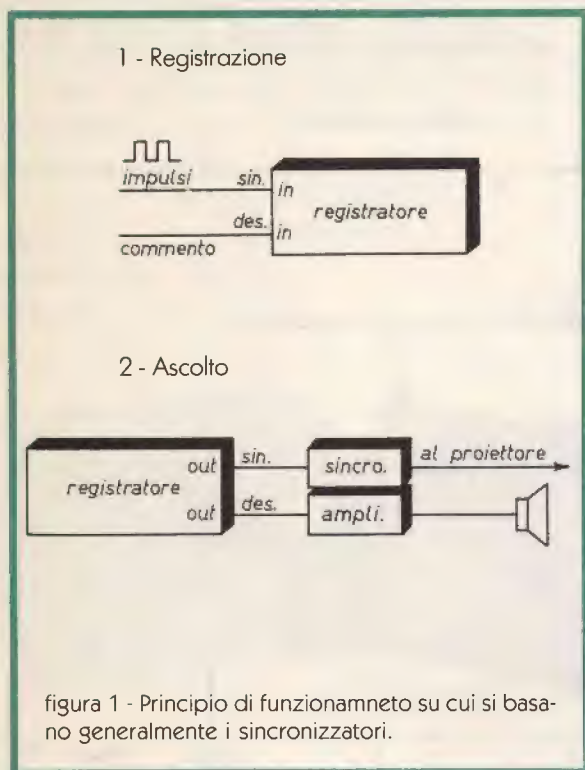 1 - Registrazione
impulsi sin. in
registratore
des. in
commento
2 - Ascolto
out sin. sincro. al proiettore
registratore
out des. ampli.
figura 1 - Principio di funzionamneto su cui si basa-
no generalmente i sincronizzatori.